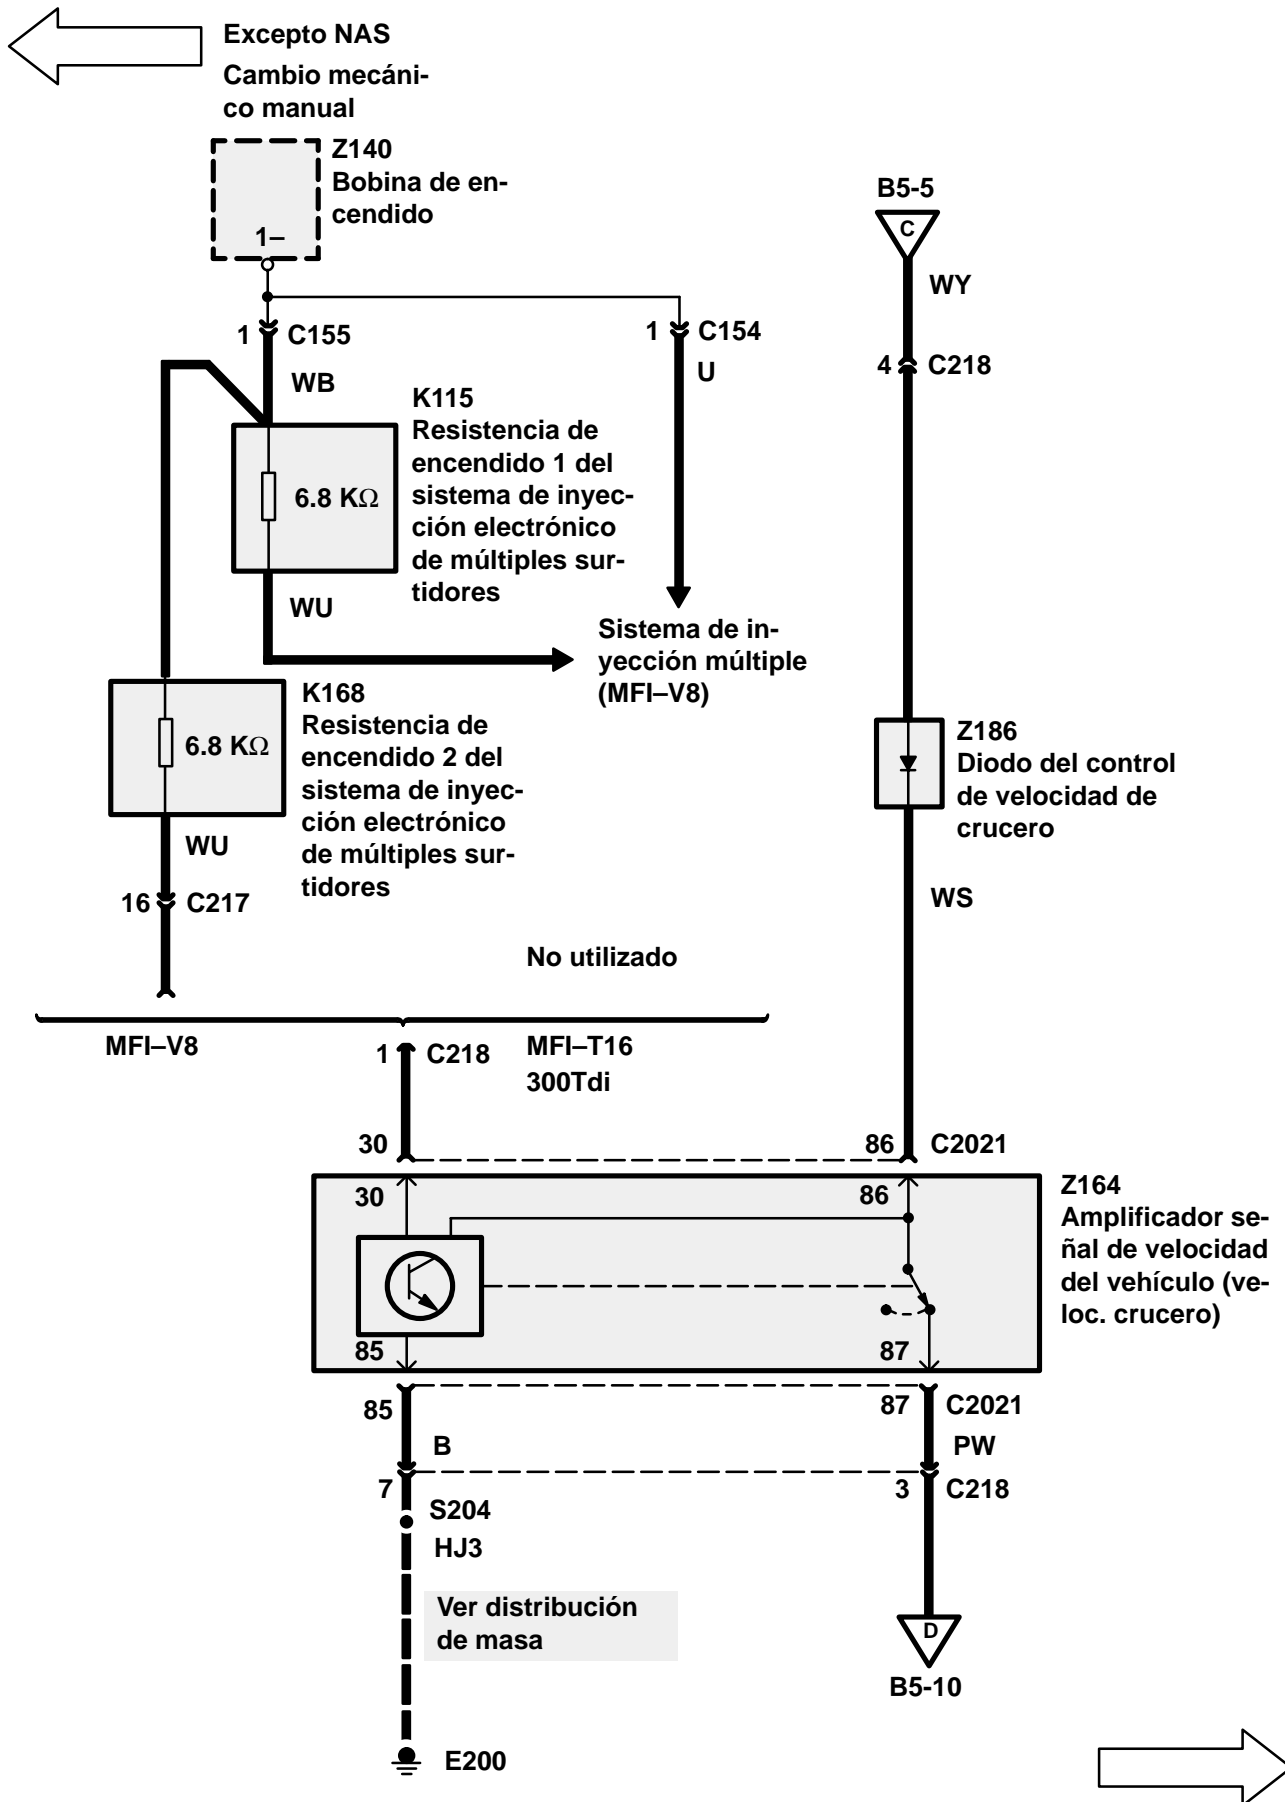 Excepto NAS
Cambio mecáni-
co manual
Z140
Bobina de en-
cendido
1–
B5-5
C
WY
1 C155
1 C154
4 C218
WB
U
K115
Resistencia de
encendido 1 del
sistema de inyec-
ción electrónico
de múltiples sur-
tidores
6.8 KΩ
WU
Sistema de in-
yección múltiple
(MFI–V8)
K168
Resistencia de
encendido 2 del
sistema de inyec-
ción electrónico
de múltiples sur-
tidores
6.8 KΩ
Z186
Diodo del control
de velocidad de
crucero
WU
16 C217
WS
No utilizado
MFI–V8
1 C218
MFI–T16
300Tdi
30
86 C2021
30
86
Z164
Amplificador se-
ñal de velocidad
del vehículo (ve-
loc. crucero)
85
87
85
87 C2021
B
PW
7
3 C218
S204
HJ3
Ver distribución
de masa
D
B5-10
E200